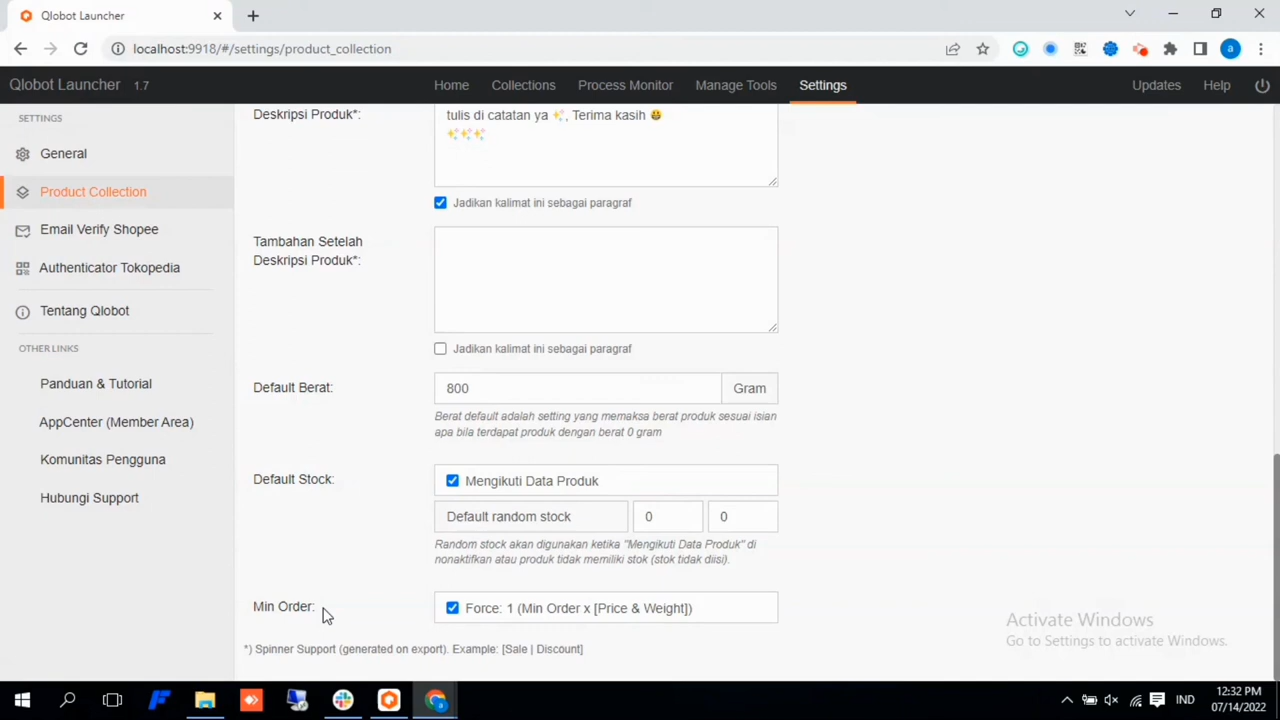 Qlobot Launcher
localhost:9918/#/settings/product_collection
a
Qlobot Launcher 1.7
Home Collections Process Monitor Manage Tools Settings Updates Help
SETTINGS
General
Product Collection
Email Verify Shopee
Authenticator Tokopedia
Tentang Qlobot
OTHER LINKS
Panduan & Tutorial
AppCenter (Member Area)
Komunitas Pengguna
Hubungi Support
Deskripsi Produk*:
tulis di catatan ya ✨, Terima kasih 😀
✨✨✨
Jadikan kalimat ini sebagai paragraf
Tambahan Setelah
Deskripsi Produk*:
Jadikan kalimat ini sebagai paragraf
Default Berat:
800 Gram
Berat default adalah setting yang memaksa berat produk sesuai isian
apa bila terdapat produk dengan berat 0 gram
Default Stock:
Mengikuti Data Produk
Default random stock 0 0
Random stock akan digunakan ketika "Mengikuti Data Produk" di
nonaktifkan atau produk tidak memiliki stok (stok tidak diisi).
Min Order:
Force: 1 (Min Order x [Price & Weight])
*) Spinner Support (generated on export). Example: [Sale | Discount]
Activate Windows
Go to Settings to activate Windows.
IND
12:32 PM
07/14/2022